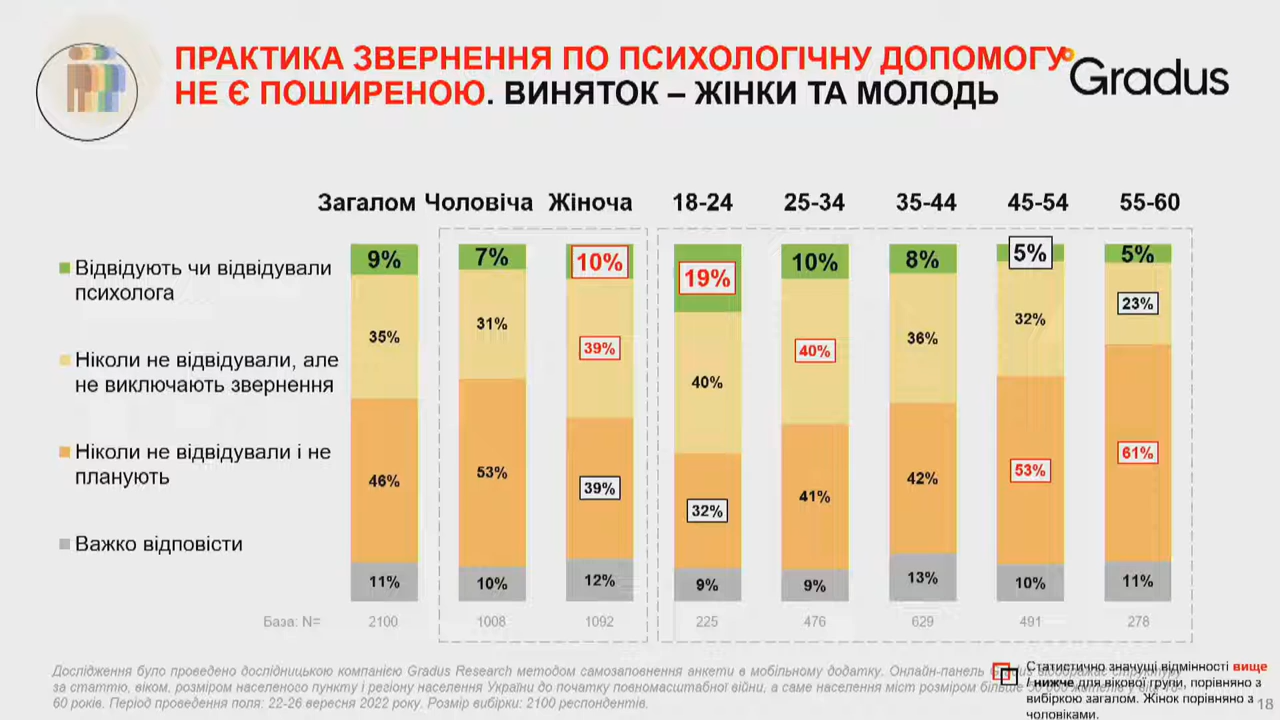 ПРАКТИКА ЗВЕРНЕННЯ ПО ПСИХОЛОГІЧНУ ДОПОМОГУ
НЕ Є ПОШИРЕНОЮ. ВИНЯТОК – ЖІНКИ ТА МОЛОДЬ
Gradus
Загалом Чоловіча Жіноча 18-24 25-34 35-44 45-54 55-60
Відвідують чи відвідували
психолога
9% 7% 10% 19% 10% 8% 5% 5%
Ніколи не відвідували, але
не виключають звернення
35% 31% 39% 40% 40% 36% 32% 23%
Ніколи не відвідували і не
планують
46% 53% 39% 32% 41% 42% 53% 61%
Важко відповісти
11% 10% 12% 9% 9% 13% 10% 11%
База: N= 2100 1008 1092 225 476 629 491 278
Дослідження було проведено дослідницькою компанією Gradus Research методом самозаповнення анкети в мобільному додатку. Онлайн-панель відображає структуру
за статтю, віком, розміром населеного пункту і регіону населення України до початку повномасштабної війни, а саме населення міст розміром більше
60 років. Період проведення поля: 22-26 вересня 2022 року. Розмір вибірки: 2100 респондентів.
Статистично значущі відмінності вище
/ нижче для вікової групи, порівняно з
вибіркою загалом. Жінок порівняно з
чоловіками.
18